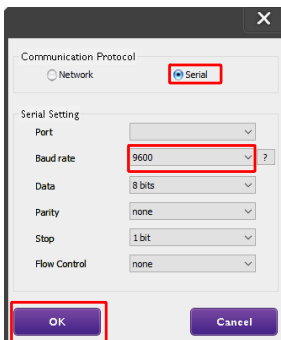 Communication Protocol
Network Serial
Serial Setting
Port
Baud rate 9600 ?
Data 8 bits
Parity none
Stop 1 bit
Flow Control none
OK Cancel